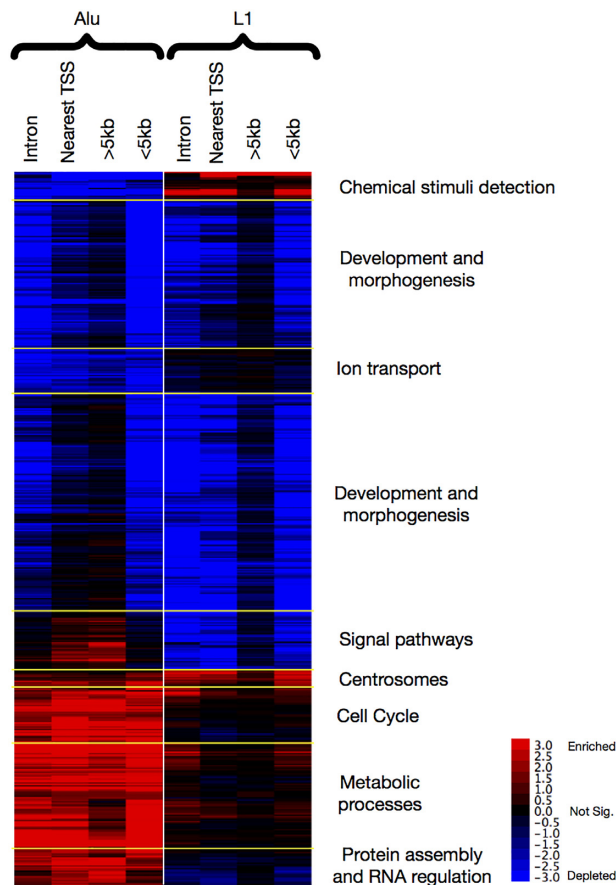 Alu
L1
Intron
Nearest TSS
>5kb
<5kb
Intron
Nearest TSS
>5kb
<5kb
Chemical stimuli detection
Development and
morphogenesis
Ion transport
Development and
morphogenesis
Signal pathways
Centrosomes
Cell Cycle
Metabolic
processes
Protein assembly
and RNA regulation
3.0
2.5
2.0
1.5
1.0
0.5
0.0
−0.5
−1.0
−1.5
−2.0
−2.5
−3.0
Enriched
Not Sig.
Depleted